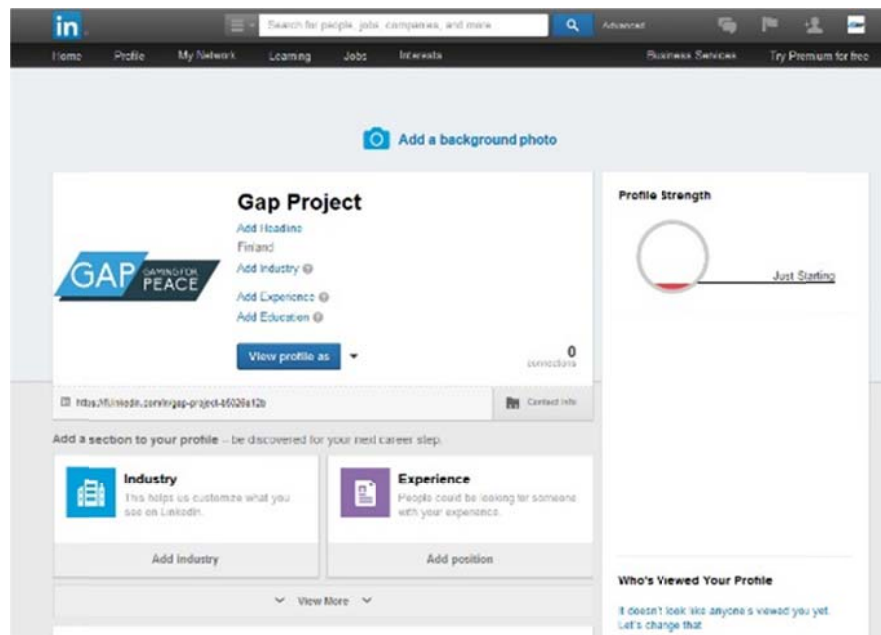 in
Search for people, jobs, companies, and more
Advanced
Home Profile My Network Learning Jobs Interests Business Services Try Premium for free
Add a background photo
Gap Project
Add Headline
Finland
Add Industry
Add Experience
Add Education
GAP GAMING FOR PEACE
View profile as
0
connections
Contact Info
Profile Strength
Just Starting
Add a section to your profile – be discovered for your next career step.
Industry
This helps us customize what you
see on LinkedIn.
Add industry
Experience
People could be looking for someone
with your experience.
Add position
View More
Who's Viewed Your Profile
It doesn't look like anyone's viewed you yet.
Let's change that